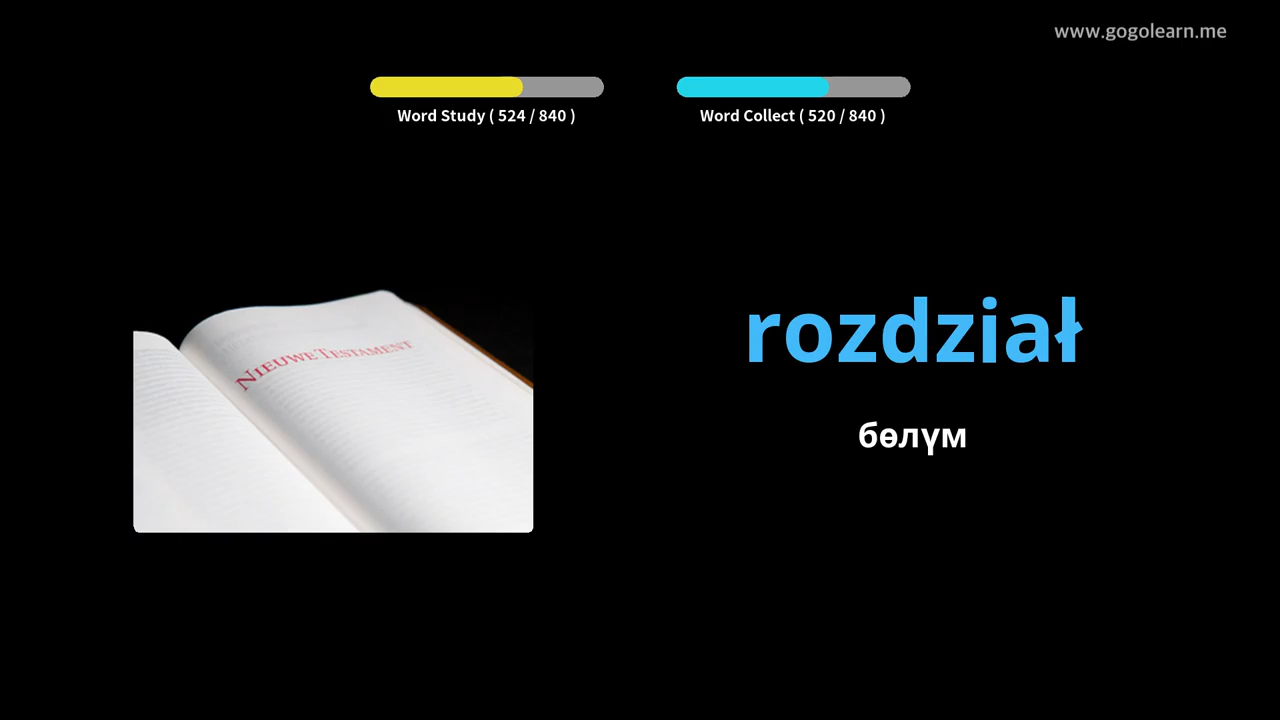 www.gogolearn.me
Word Study ( 524 / 840 )
Word Collect ( 520 / 840 )
NIEUWE TESTAMENT
rozdział
бөлүм